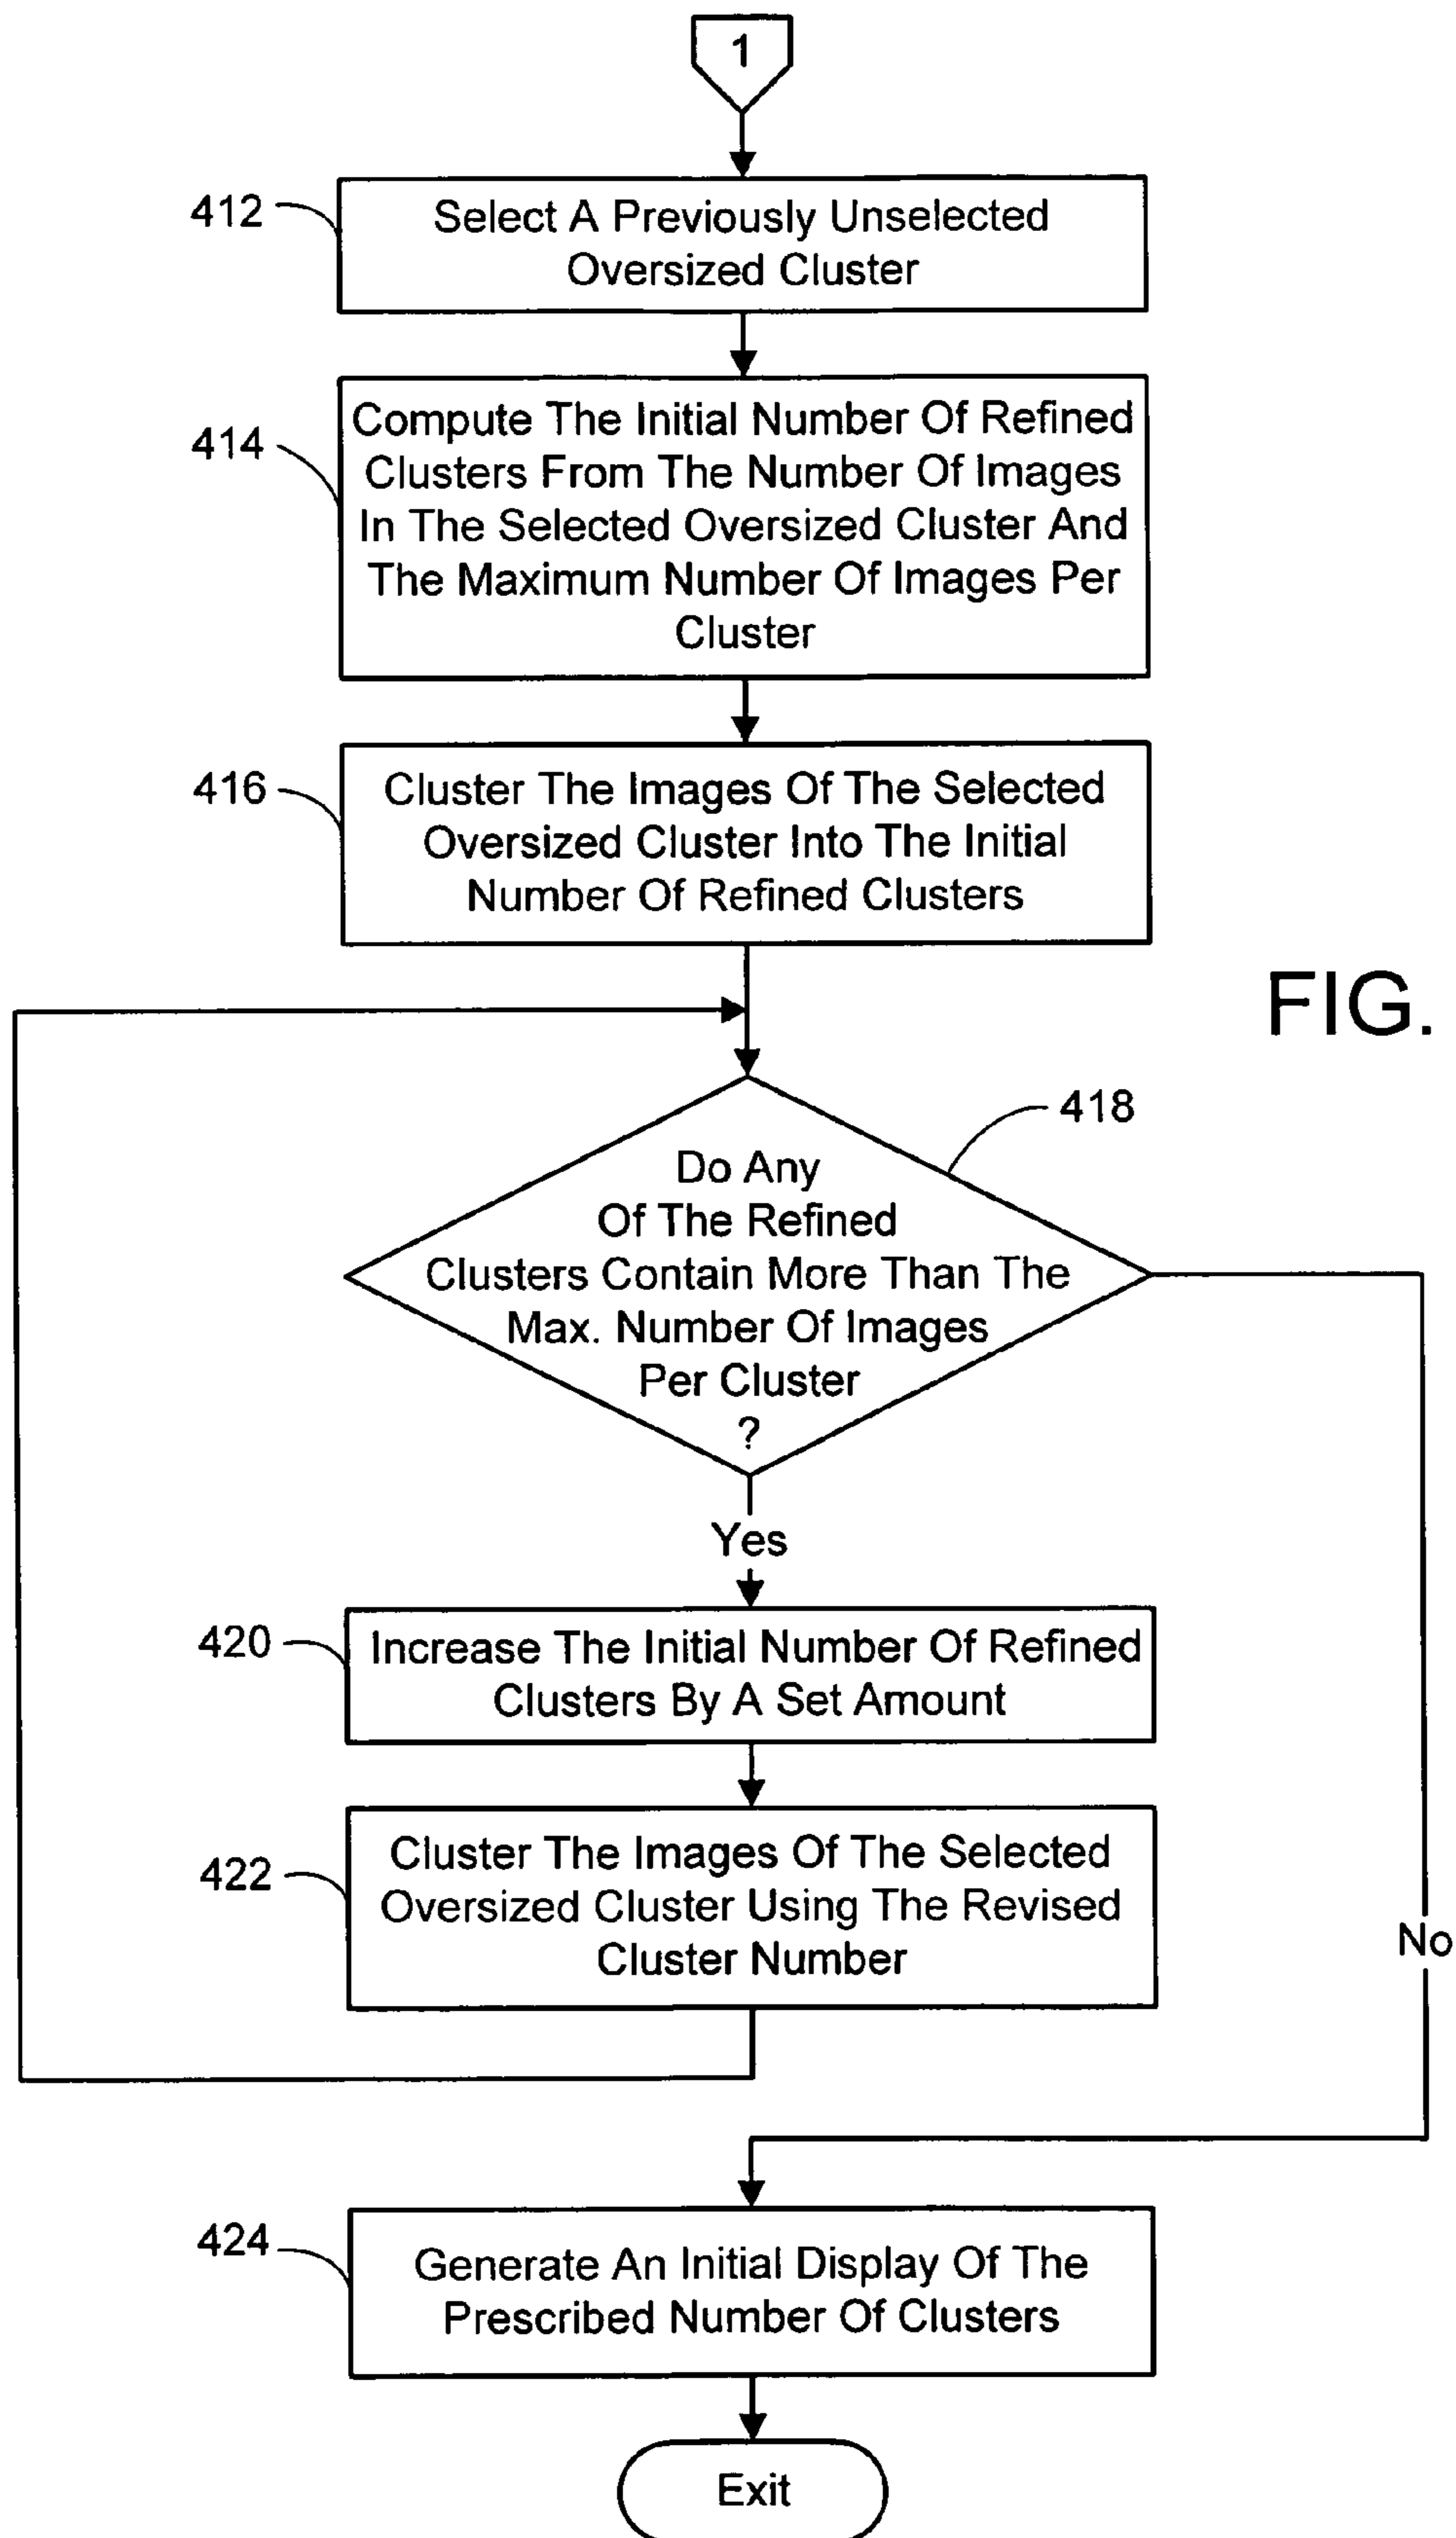 1
412
Select A Previously Unselected
Oversized Cluster
414
Compute The Initial Number Of Refined
Clusters From The Number Of Images
In The Selected Oversized Cluster And
The Maximum Number Of Images Per
Cluster
416
Cluster The Images Of The Selected
Oversized Cluster Into The Initial
Number Of Refined Clusters
FIG.
418
Do Any
Of The Refined
Clusters Contain More Than The
Max. Number Of Images
Per Cluster
?
Yes
420
Increase The Initial Number Of Refined
Clusters By A Set Amount
422
Cluster The Images Of The Selected
Oversized Cluster Using The Revised
Cluster Number
No
424
Generate An Initial Display Of The
Prescribed Number Of Clusters
Exit